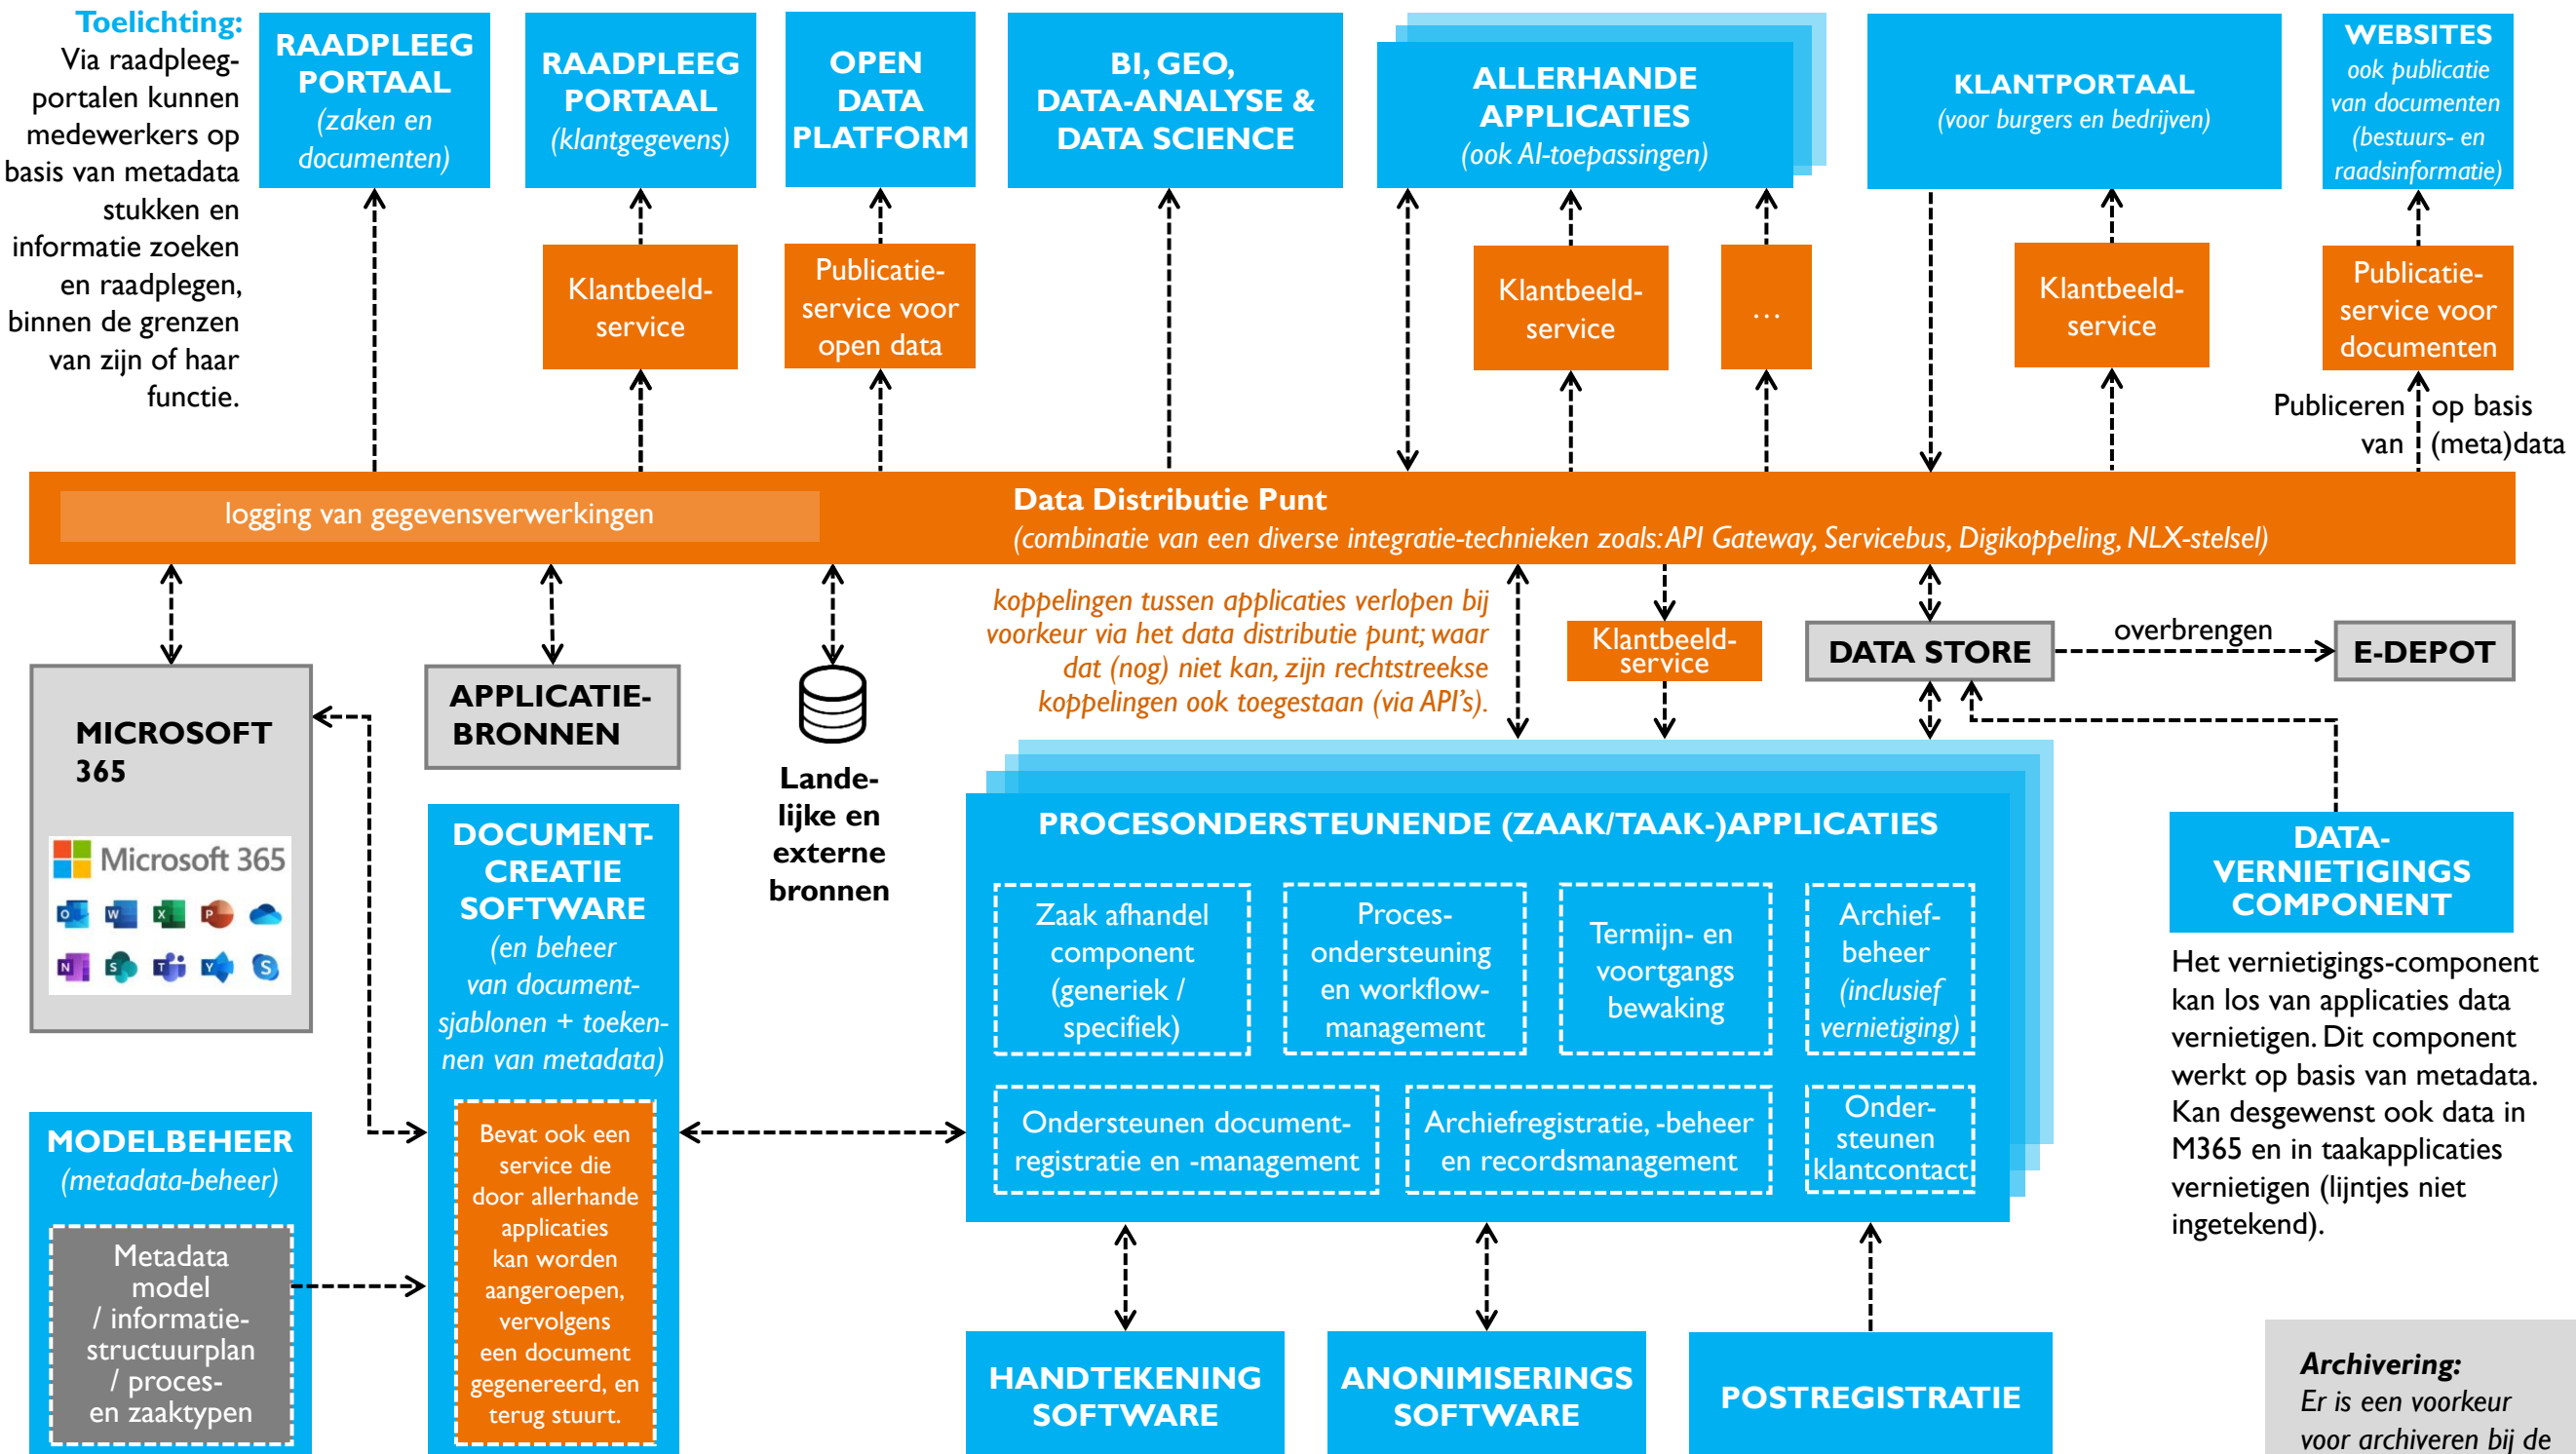 Toelichting:
Via raadpleeg-
portalen kunnen
medewerkers op
basis van metadata
stukken en
informatie zoeken
en raadplegen,
binnen de grenzen
van zijn of haar
functie.
RAADPLEEG
PORTAAL
(zaken en
documenten)
RAADPLEEG
PORTAAL
(klantgegevens)
OPEN
DATA
PLATFORM
BI, GEO,
DATA-ANALYSE &
DATA SCIENCE
ALLERHANDE
APPLICATIES
(ook AI-toepassingen)
KLANTPORTAAL
(voor burgers en bedrijven)
WEBSITES
ook publicatie
van documenten
(bestuurs- en
raadsinformatie)
Klantbeeld-
service
Publicatie-
service voor
open data
Klantbeeld-
service
...
Klantbeeld-
service
Publicatie-
service voor
documenten
Publiceren op basis
van (meta)data
logging van gegevensverwerkingen
Data Distributie Punt
(combinatie van een diverse integratie-technieken zoals: API Gateway, Servicebus, Digikoppeling, NLX-stelsel)
koppelingen tussen applicaties verlopen bij
voorkeur via het data distributie punt; waar
dat (nog) niet kan, zijn rechtstreekse
koppelingen ook toegestaan (via API's).
Klantbeeld-
service
DATA STORE
overbrengen
E-DEPOT
MICROSOFT
365
Microsoft 365
O
W
X
P
N
S
T
Y
S
APPLICATIE-
BRONNEN
Lande-
lijke en
externe
bronnen
DOCUMENT-
CREATIE
SOFTWARE
(en beheer
van document-
sjablonen + toeken-
nen van metadata)
Bevat ook een
service die
door allerhande
applicaties
kan worden
aangeroepen,
vervolgens
een document
gegenereerd, en
terug stuurt.
MODELBEHEER
(metadata-beheer)
Metadata
model
/ informatie-
structuurplan
/ proces-
en zaaktypen
PROCESONDERSTEUNENDE (ZAAK/TAAK-)APPLICATIES
Zaak afhandel
component
(generiek /
specifiek)
Proces-
ondersteuning
en workflow-
management
Termijn- en
voortgangs
bewaking
Archief-
beheer
(inclusief
vernietiging)
Ondersteunen document-
registratie en -management
Archiefregistratie, -beheer
en recordsmanagement
Onder-
steunen
klantcontact
DATA-
VERNIETIGINGS
COMPONENT
Het vernietigings-component
kan los van applicaties data
vernietigen. Dit component
werkt op basis van metadata.
Kan desgewenst ook data in
M365 en in taakapplicaties
vernietigen (lijntjes niet
ingetekend).
HANDTEKENING
SOFTWARE
ANONIMISERINGS
SOFTWARE
POSTREGISTRATIE
Archivering:
Er is een voorkeur
voor archiveren bij de